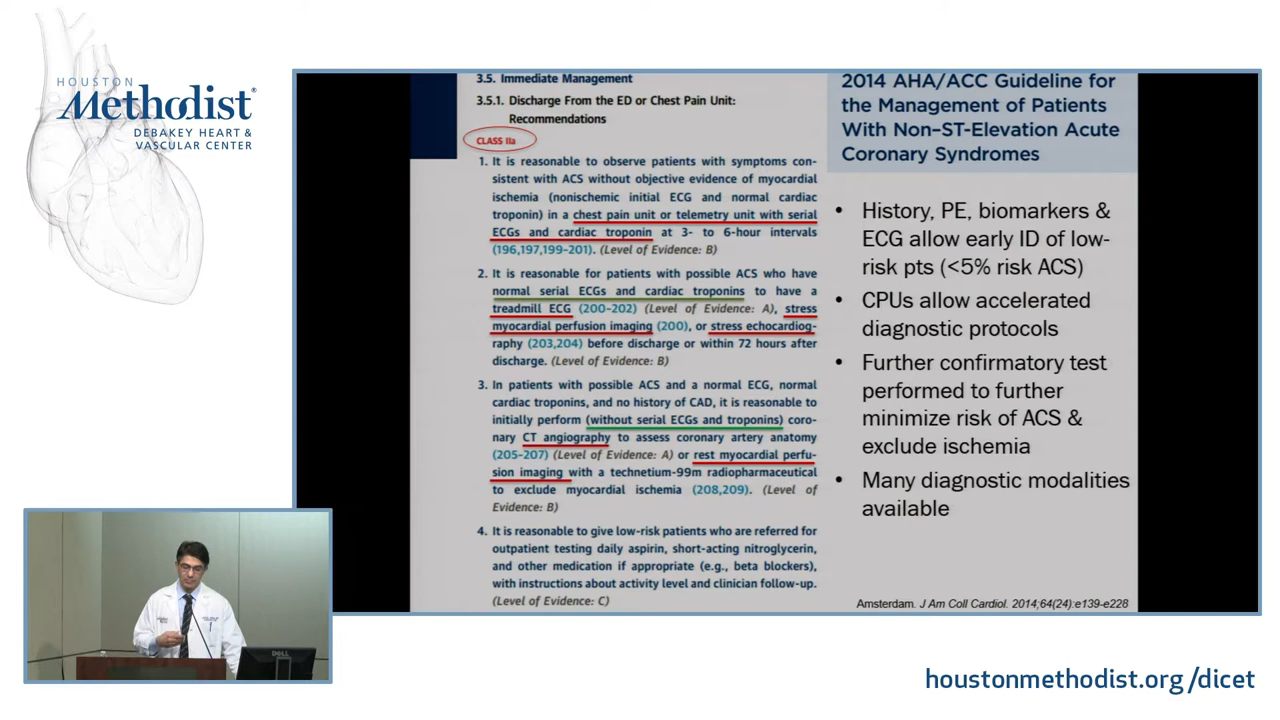 HOUSTON
Methodist®
DEBAKEY HEART &
VASCULAR CENTER
3.5. Immediate Management
3.5.1. Discharge From the ED or Chest Pain Unit:
Recommendations
CLASS IIa
1. It is reasonable to observe patients with symptoms con-
sistent with ACS without objective evidence of myocardial
ischemia (nonischemic initial ECG and normal cardiac
troponin) in a chest pain unit or telemetry unit with serial
ECGs and cardiac troponin at 3- to 6-hour intervals
(196,197,199–201). (Level of Evidence: B)
2. It is reasonable for patients with possible ACS who have
normal serial ECGs and cardiac troponins to have a
treadmill ECG (200–202) (Level of Evidence: A), stress
myocardial perfusion imaging (200), or stress echocardiog-
raphy (203,204) before discharge or within 72 hours after
discharge. (Level of Evidence: B)
3. In patients with possible ACS and a normal ECG, normal
cardiac troponins, and no history of CAD, it is reasonable to
initially perform (without serial ECGs and troponins) coro-
nary CT angiography to assess coronary artery anatomy
(205–207) (Level of Evidence: A) or rest myocardial perfu-
sion imaging with a technetium-99m radiopharmaceutical
to exclude myocardial ischemia (208,209). (Level of
Evidence: B)
4. It is reasonable to give low-risk patients who are referred for
outpatient testing daily aspirin, short-acting nitroglycerin,
and other medication if appropriate (e.g., beta blockers),
with instructions about activity level and clinician follow-up.
(Level of Evidence: C)
2014 AHA/ACC Guideline for
the Management of Patients
With Non–ST-Elevation Acute
Coronary Syndromes
• History, PE, biomarkers &
ECG allow early ID of low-
risk pts (<5% risk ACS)
• CPUs allow accelerated
diagnostic protocols
• Further confirmatory test
performed to further
minimize risk of ACS &
exclude ischemia
• Many diagnostic modalities
available
Amsterdam. J Am Coll Cardiol. 2014;64(24):e139-e228
DELL
houstonmethodist.org/dicet